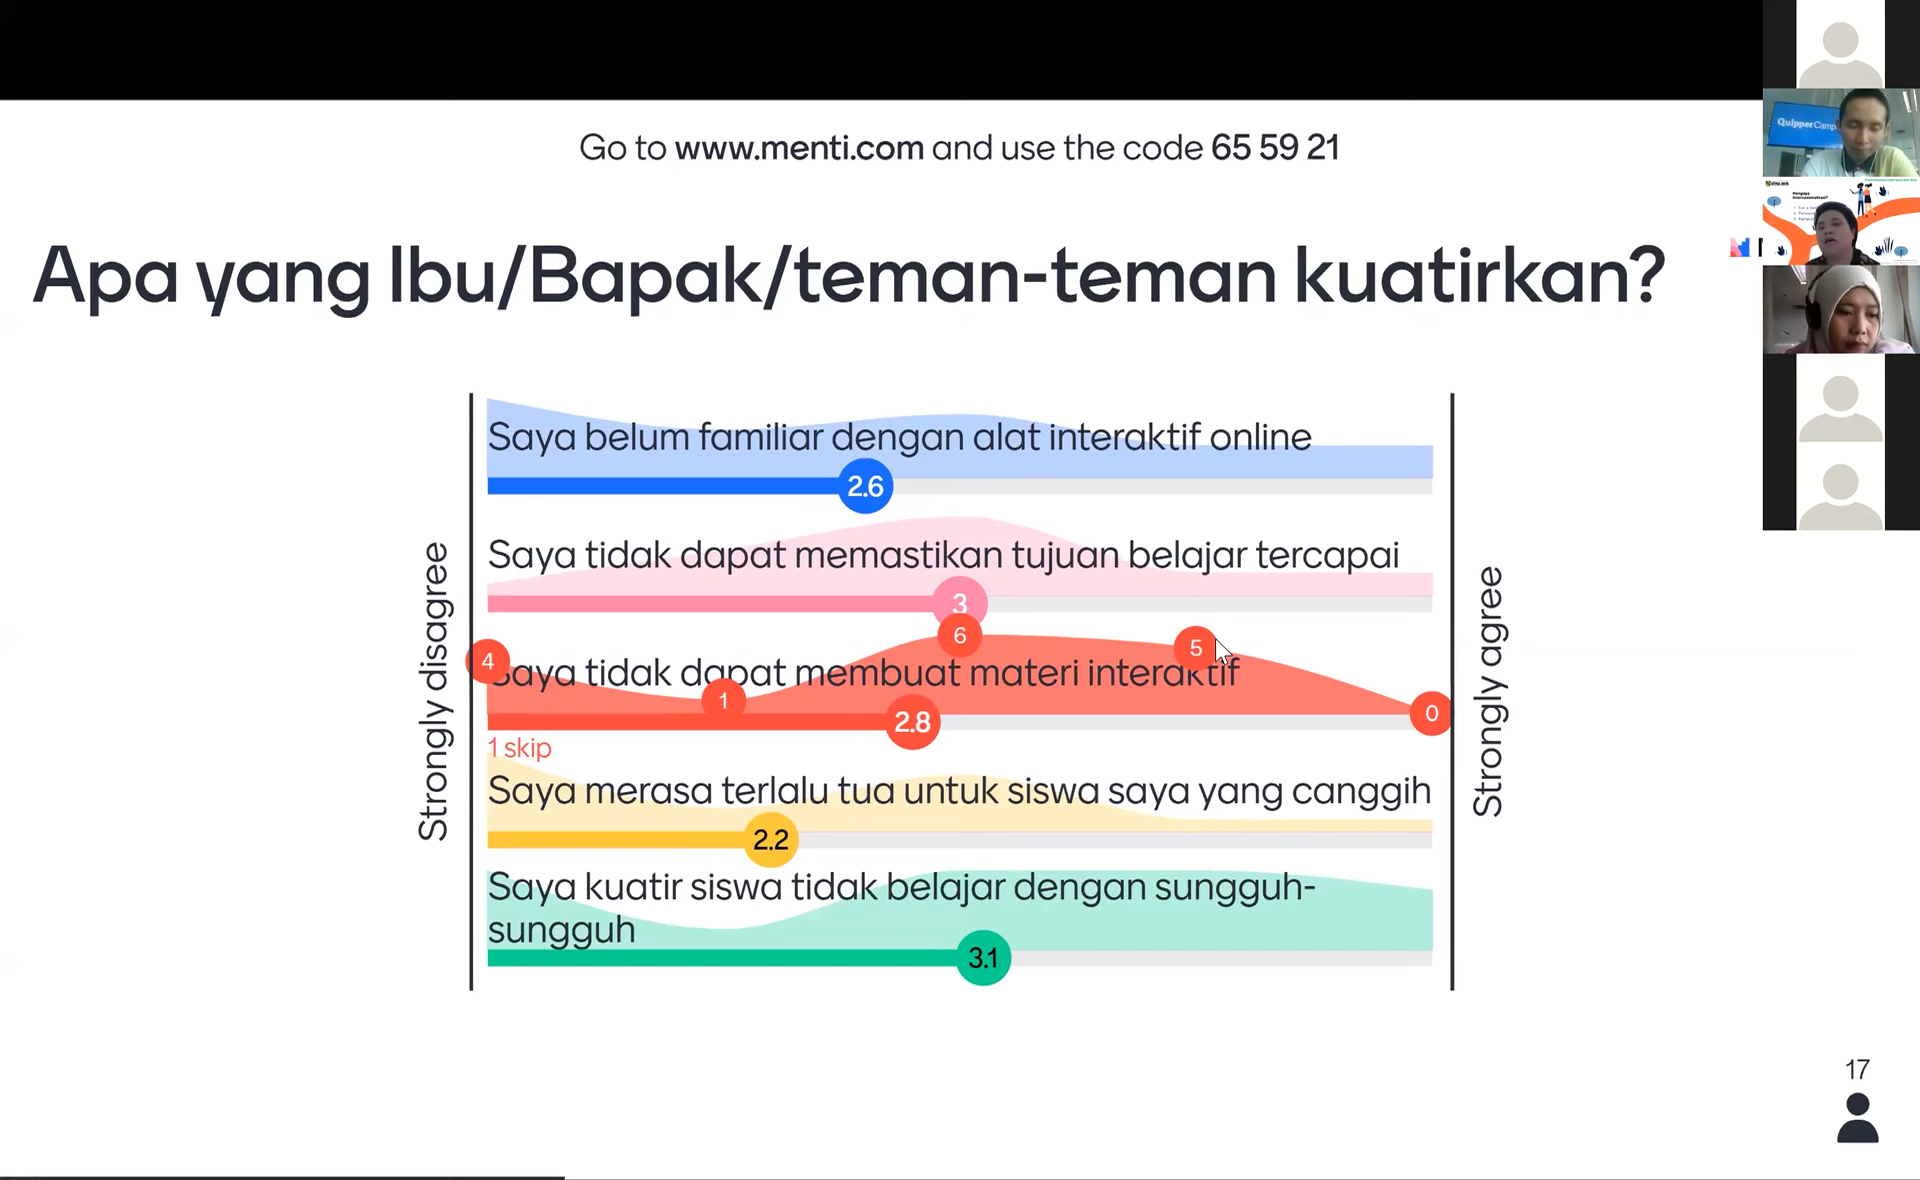 Go to www.menti.com and use the code 65 59 21
Apa yang Ibu/Bapak/teman-teman kuatirkan?
Strongly disagree
Strongly agree
Saya belum familiar dengan alat interaktif online
2.6
Saya tidak dapat memastikan tujuan belajar tercapai
3
4
1
6
5
0
Saya tidak dapat membuat materi interaktif
2.8
1 skip
Saya merasa terlalu tua untuk siswa saya yang canggih
2.2
Saya kuatir siswa tidak belajar dengan sungguh-
sungguh
3.1
17
Quipper Camp
Mengapa
Internasionalisasi?